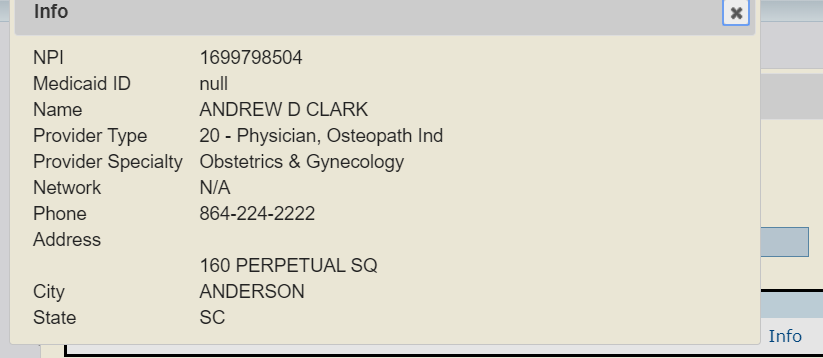 Info
NPI 1699798504
Medicaid ID null
Name ANDREW D CLARK
Provider Type 20 - Physician, Osteopath Ind
Provider Specialty Obstetrics & Gynecology
Network N/A
Phone 864-224-2222
Address
160 PERPETUAL SQ
City ANDERSON
State SC
Info